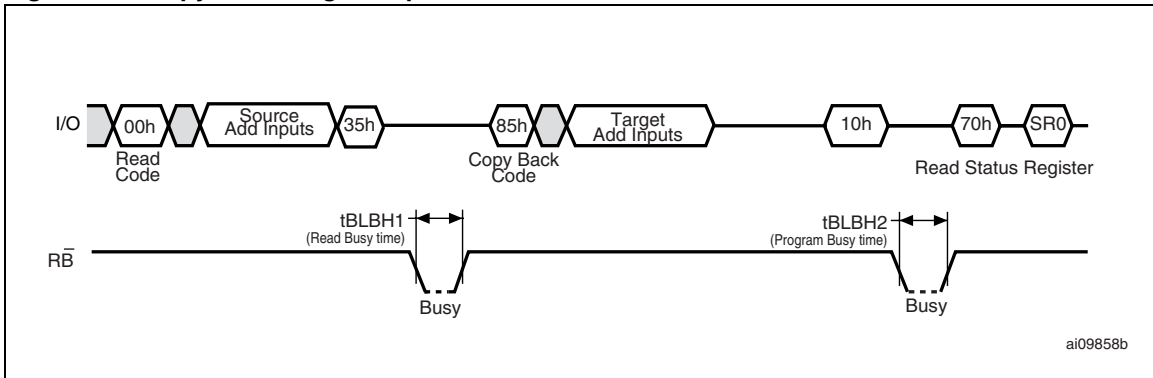 I/O 00h Source Add Inputs 35h 85h Target Add Inputs 10h 70h SR0
Read Code
Copy Back Code
Read Status Register
tBLBH1
(Read Busy time)
tBLBH2
(Program Busy time)
RB̅
Busy
Busy
ai09858b